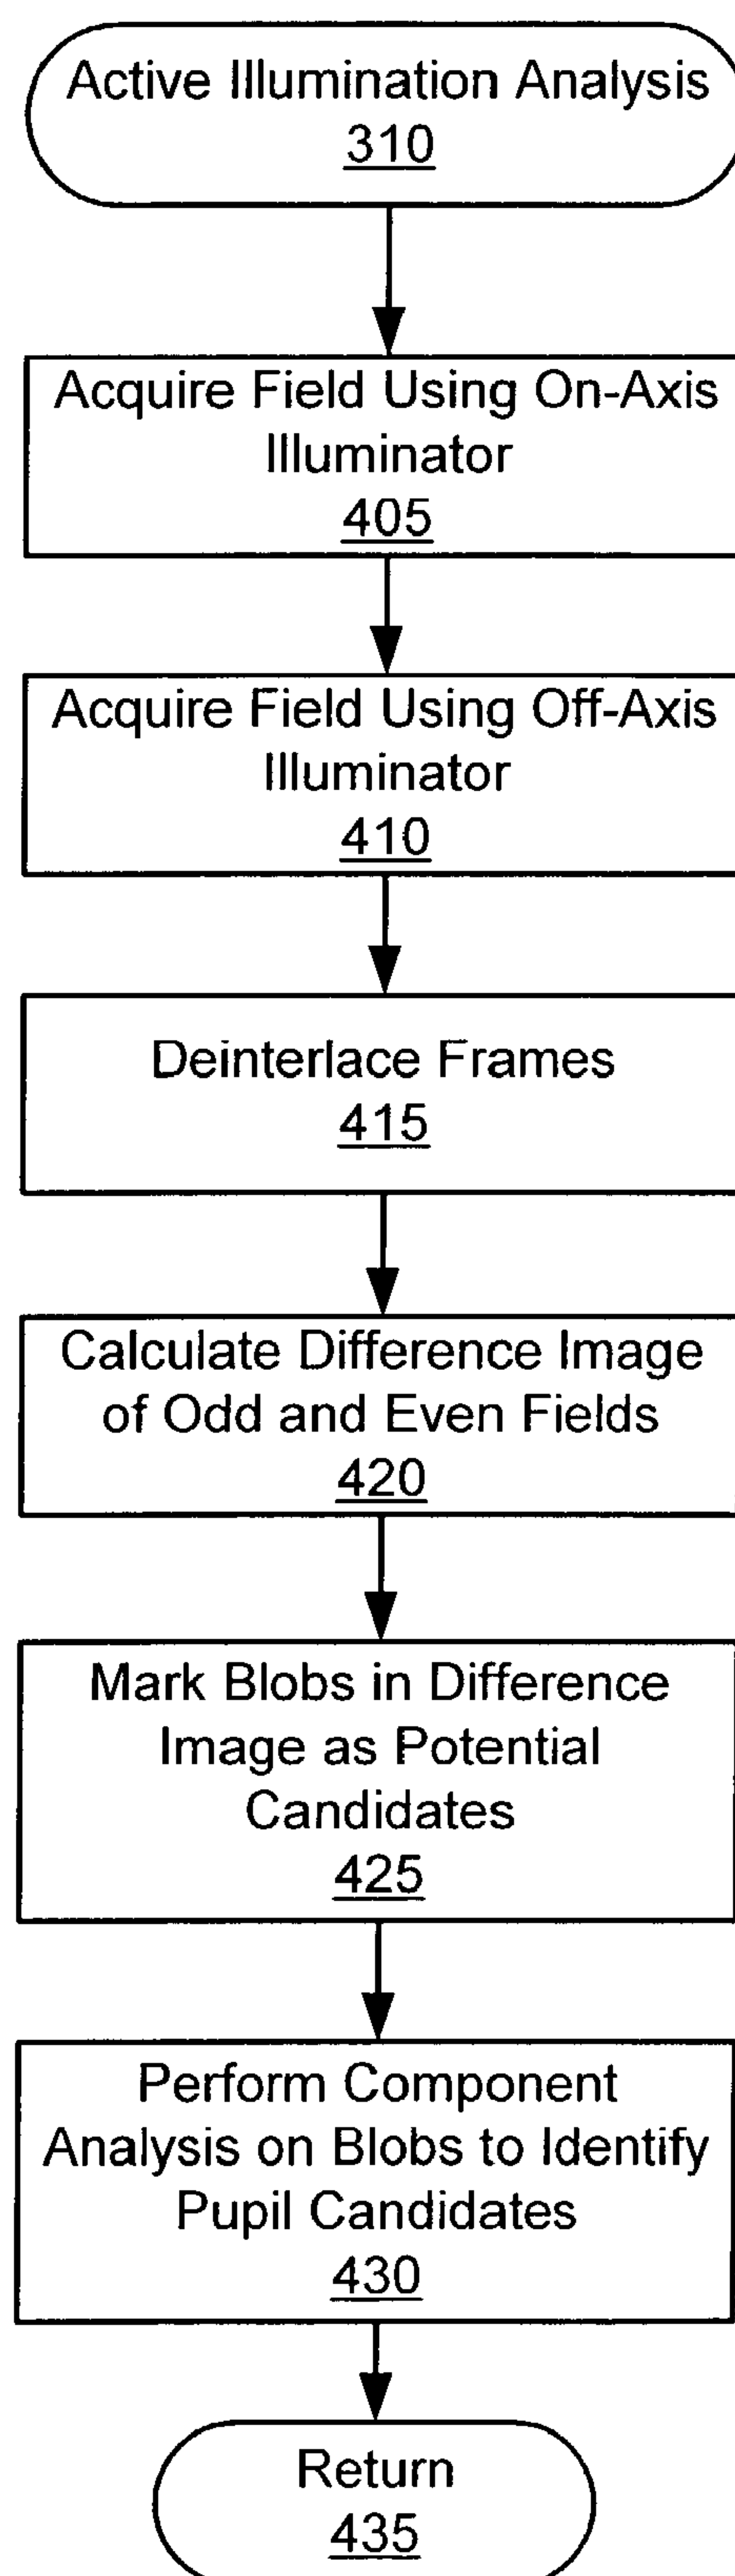 Active Illumination Analysis
310
Acquire Field Using On-Axis
Illuminator
405
Acquire Field Using Off-Axis
Illuminator
410
Deinterlace Frames
415
Calculate Difference Image
of Odd and Even Fields
420
Mark Blobs in Difference
Image as Potential
Candidates
425
Perform Component
Analysis on Blobs to Identify
Pupil Candidates
430
Return
435